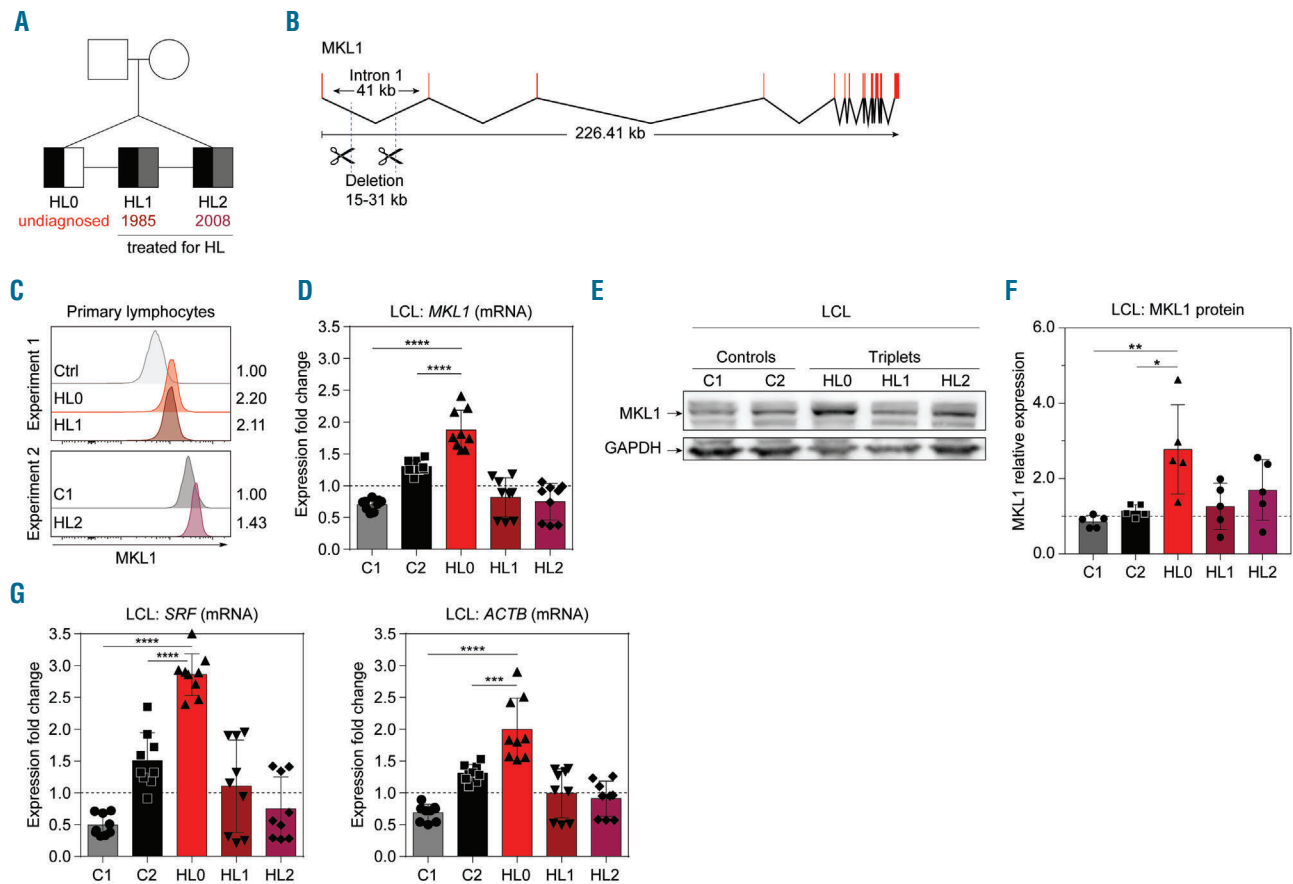 A
HL0
HL1
HL2
undiagnosed
1985
2008
treated for HL
B
MKL1
Intron 1
41 kb
226.41 kb
Deletion
15-31 kb
C
Primary lymphocytes
Experiment 1
Ctrl
1.00
HL0
2.20
HL1
2.11
Experiment 2
C1
1.00
HL2
1.43
MKL1
D
LCL: MKL1 (mRNA)
Expression fold change
3.5
3.0
2.5
2.0
1.5
1.0
0.5
0.0
****
****
C1 C2 HL0 HL1 HL2
E
LCL
Controls Triplets
C1 C2 HL0 HL1 HL2
MKL1
GAPDH
F
LCL: MKL1 protein
MKL1 relative expression
6.0
4.0
2.0
1.0
0.0
**
*
C1 C2 HL0 HL1 HL2
G
LCL: SRF (mRNA)
Expression fold change
3.5
3.0
2.5
2.0
1.5
1.0
0.5
0.0
****
****
C1 C2 HL0 HL1 HL2
LCL: ACTB (mRNA)
Expression fold change
3.5
3.0
2.5
2.0
1.5
1.0
0.5
0.0
****
***
C1 C2 HL0 HL1 HL2